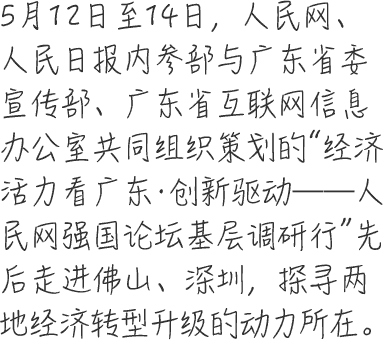 5月12日至14日，人民网、
人民日报内参部与广东省委
宣传部、广东省互联网信息
办公室共同组织策划的“经济
活力看广东·创新驱动——人
民网强国论坛基层调研行”先
后走进佛山、深圳，探寻两
地经济转型升级的动力所在。